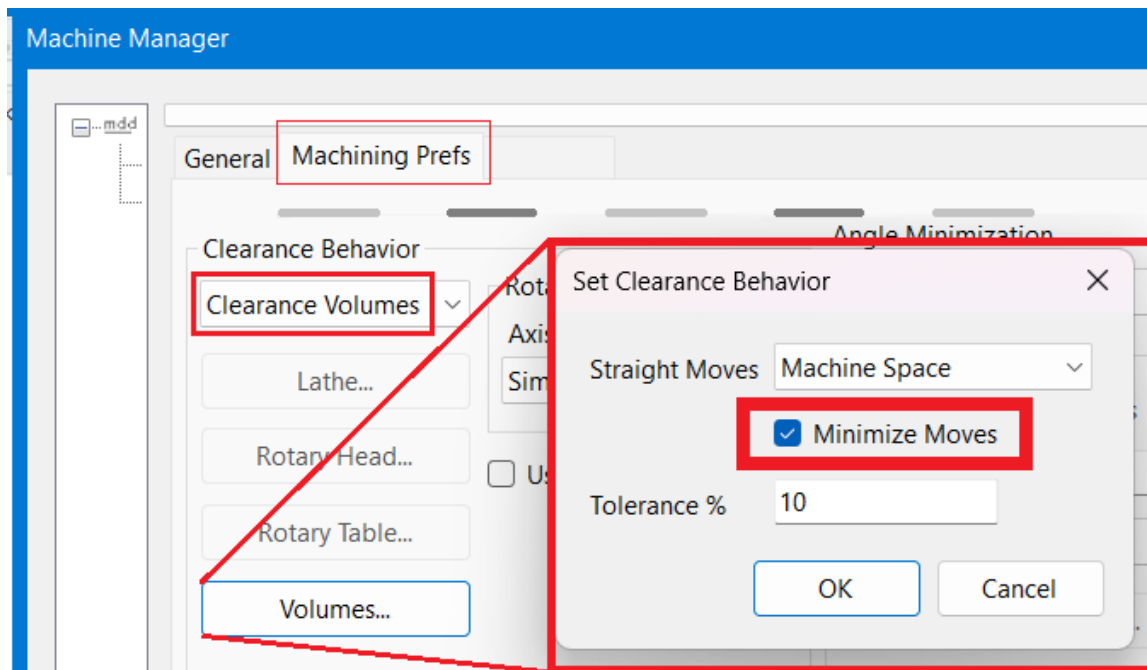 Machine Manager
mdd
General
Machining Prefs
Clearance Behavior
Angle Minimization
Clearance Volumes
Set Clearance Behavior
Straight Moves
Machine Space
Lathe...
Minimize Moves
Rotary Head...
Tolerance %
10
Rotary Table...
OK
Cancel
Volumes...